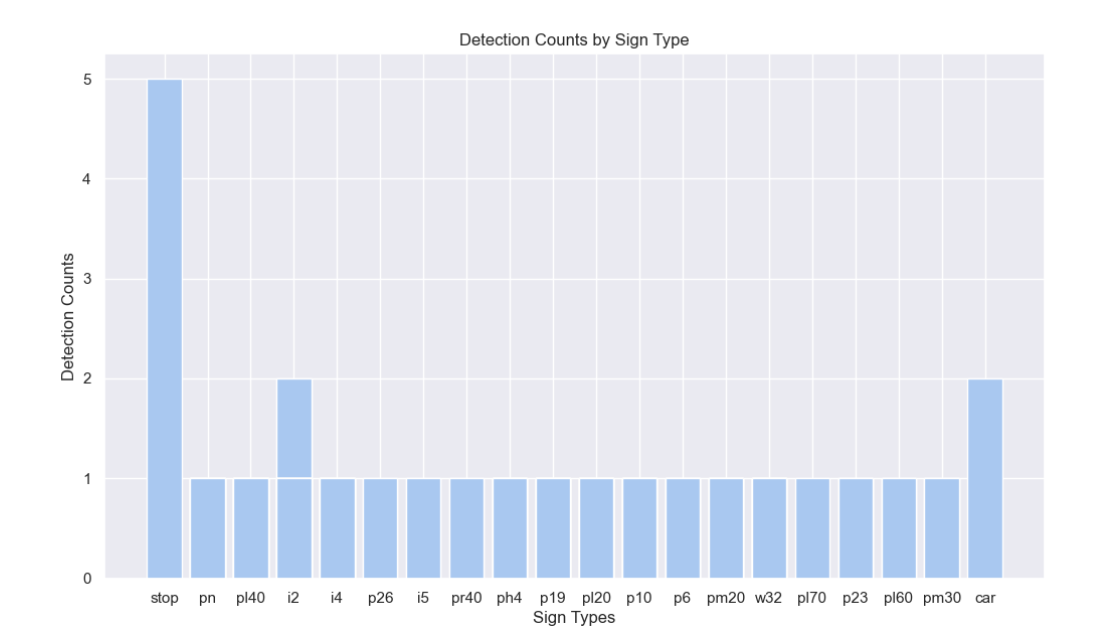 Detection Counts by Sign Type
Detection Counts
5
4
3
2
1
0
stop pn pl40 i2 i4 p26 i5 pr40 ph4 p19 pl20 p10 p6 pm20 w32 pl70 p23 pl60 pm30 car
Sign Types